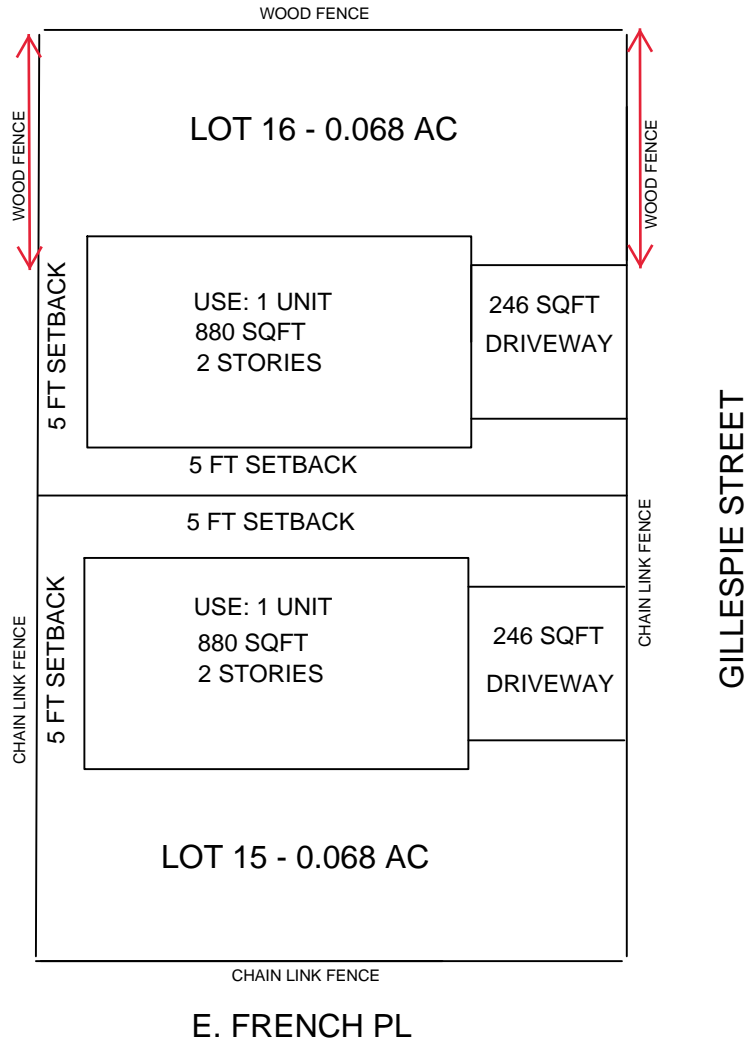 WOOD FENCE
LOT 16 - 0.068 AC
WOOD FENCE
WOOD FENCE
5 FT SETBACK
USE: 1 UNIT
880 SQFT
2 STORIES
246 SQFT
DRIVEWAY
5 FT SETBACK
5 FT SETBACK
GILLESPIE STREET
CHAIN LINK FENCE
CHAIN LINK FENCE
5 FT SETBACK
USE: 1 UNIT
880 SQFT
2 STORIES
246 SQFT
DRIVEWAY
LOT 15 - 0.068 AC
CHAIN LINK FENCE
E. FRENCH PL